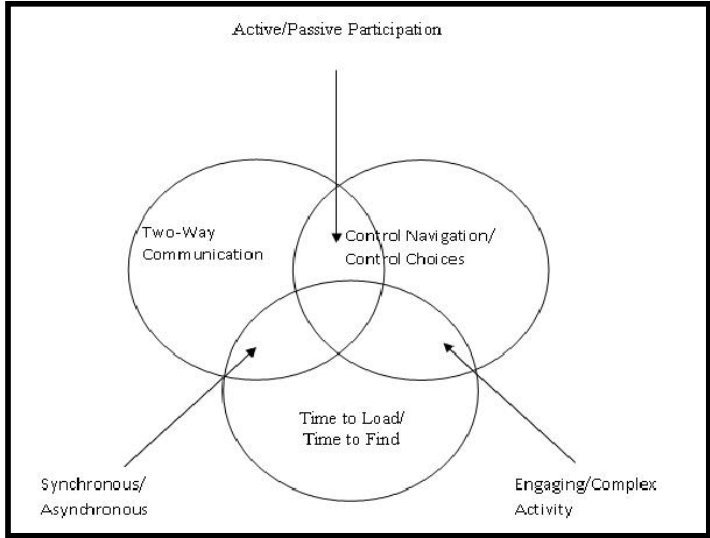 Active/Passive Participation
Two-Way
Communication
Control Navigation/
Control Choices
Time to Load/
Time to Find
Synchronous/
Asynchronous
Engaging/Complex
Activity